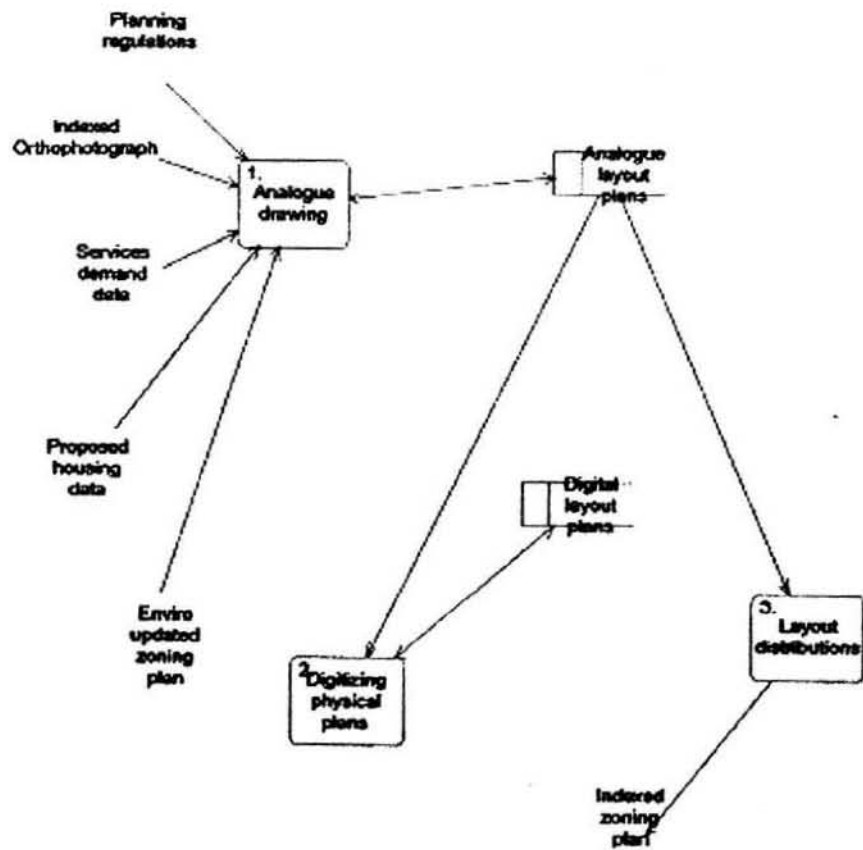 Planning
regulations
Indexed
Orthophotograph
1.
Analogue
drawing
Analogue
layout
plans
Services
demand
data
Proposed
housing
data
Digital
layout
plans
Enviro
updated
zoning
plan
2.
Digitizing
physical
plans
3.
Layout
distributions
Indexed
zoning
plan